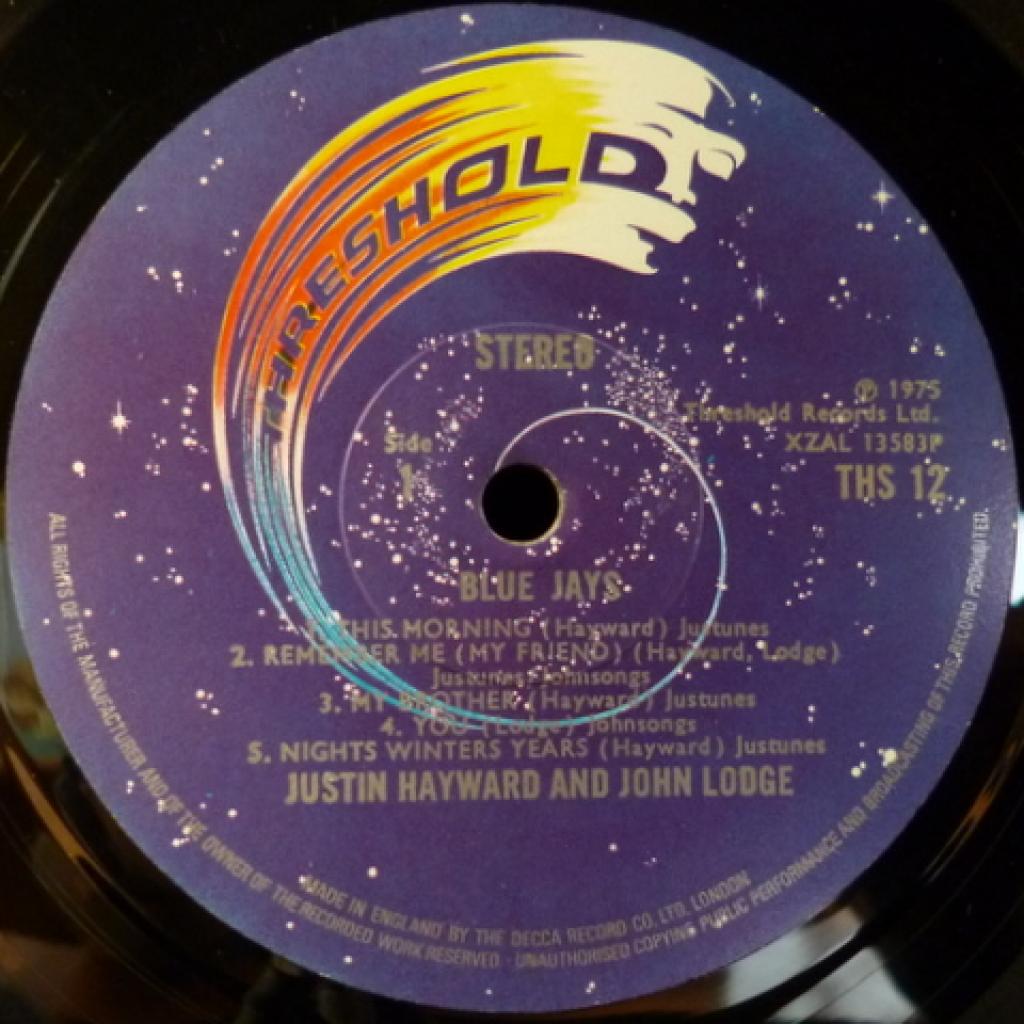 THRESHOLD
STEREO
℗ 1975
Threshold Records Ltd.
Side
XZAL 13583P
1
THS 12
BLUE JAYS
1. THIS MORNING (Hayward) Justunes
2. REMEMBER ME (MY FRIEND) (Hayward, Lodge)
Justunes/Johnsongs
3. MY BROTHER (Hayward) Justunes
4. YOU (Lodge) Johnsongs
5. NIGHTS WINTERS YEARS (Hayward) Justunes
JUSTIN HAYWARD AND JOHN LODGE
MADE IN ENGLAND BY THE DECCA RECORD CO. LTD. LONDON
ALL RIGHTS OF THE MANUFACTURER AND OF THE OWNER OF THE RECORDED WORK RESERVED · UNAUTHORISED COPYING PUBLIC PERFORMANCE AND BROADCASTING OF THIS RECORD PROHIBITED.